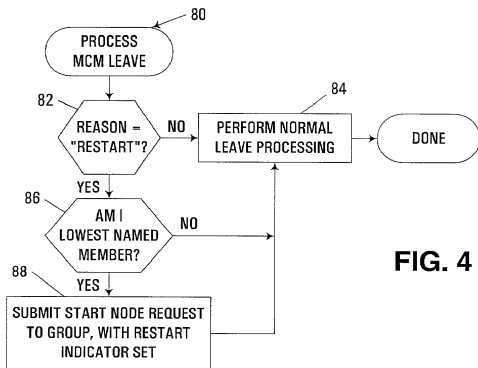 80
PROCESS
MCM LEAVE
82
REASON =
"RESTART"?
NO
84
PERFORM NORMAL
LEAVE PROCESSING
DONE
YES
86
AM I
LOWEST NAMED
MEMBER?
NO
YES
88
SUBMIT START NODE REQUEST
TO GROUP, WITH RESTART
INDICATOR SET
FIG. 4